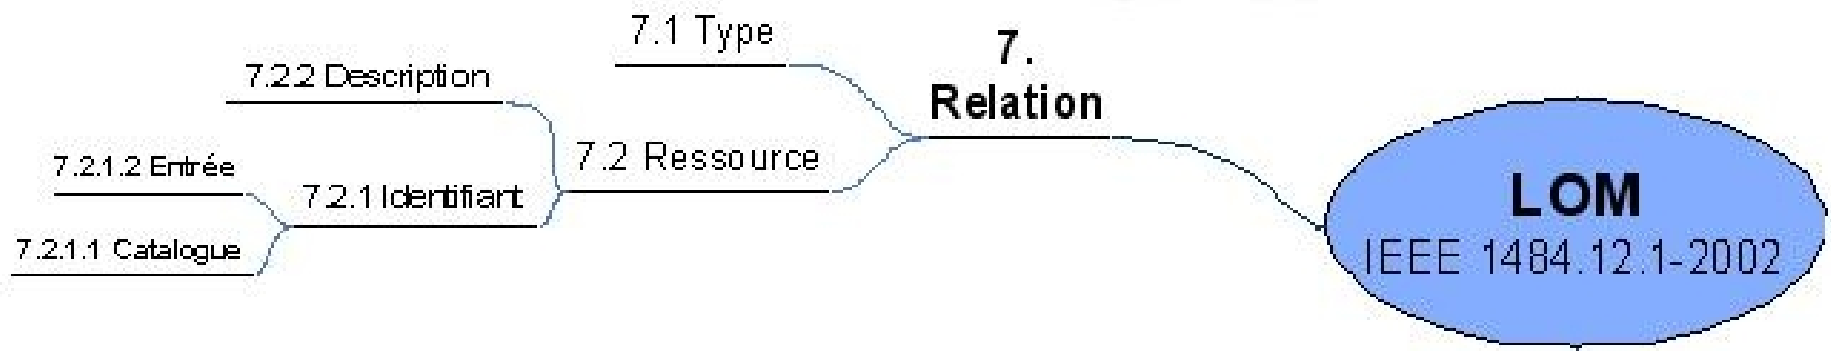 7.1 Type
7.
Relation
7.2.2 Description
7.2 Ressource
7.2.1.2 Entrée
7.2.1 Identifiant
7.2.1.1 Catalogue
LOM
IEEE 1484.12.1-2002